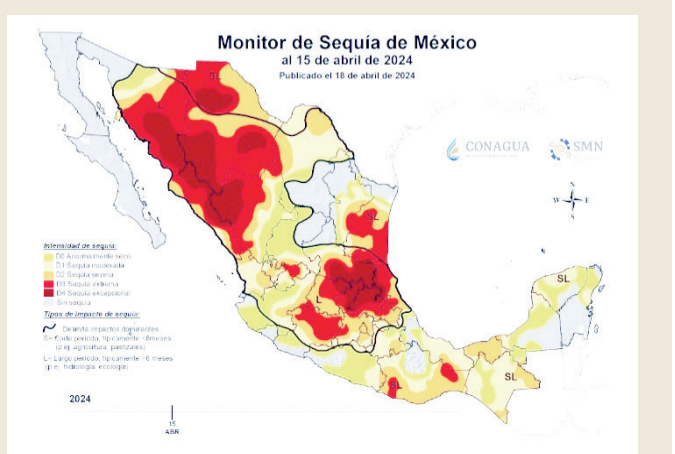 Monitor de Sequía de México
al 15 de abril de 2024
Publicado el 18 de abril de 2024
SL
CONAGUA
SMN
N
W E
S
SL
SL
L
L
SL
SL
Intensidad de sequía:
D0 Anormalmente seco
D1 Sequía moderada
D2 Sequía severa
D3 Sequía extrema
D4 Sequía excepcional
Sin sequía
Tipos de impacto de sequía:
Delimita impactos dominantes
S= Corto periodo, típicamente <6meses
(p.ej. agricultura, pastizales)
L= Largo periodo, típicamente >6 meses
(p.ej. hidrología, ecología)
2024
15
ABR